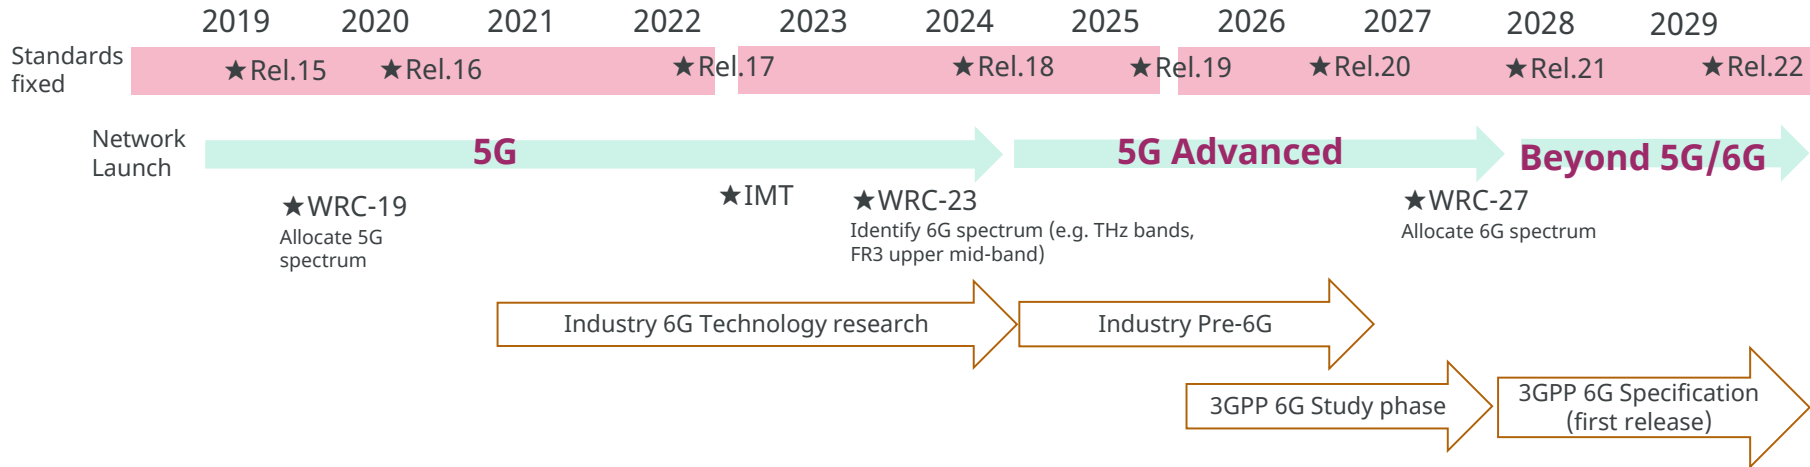 2019 2020 2021 2022 2023 2024 2025 2026 2027 2028 2029
Standards
fixed
★Rel.15 ★Rel.16 ★Rel.17 ★Rel.18 ★Rel.19 ★Rel.20 ★Rel.21 ★Rel.22
Network
Launch
5G 5G Advanced Beyond 5G/6G
★WRC-19
Allocate 5G
spectrum
★IMT
★WRC-23
Identify 6G spectrum (e.g. THz bands,
FR3 upper mid-band)
★WRC-27
Allocate 6G spectrum
Industry 6G Technology research
Industry Pre-6G
3GPP 6G Study phase
3GPP 6G Specification
(first release)